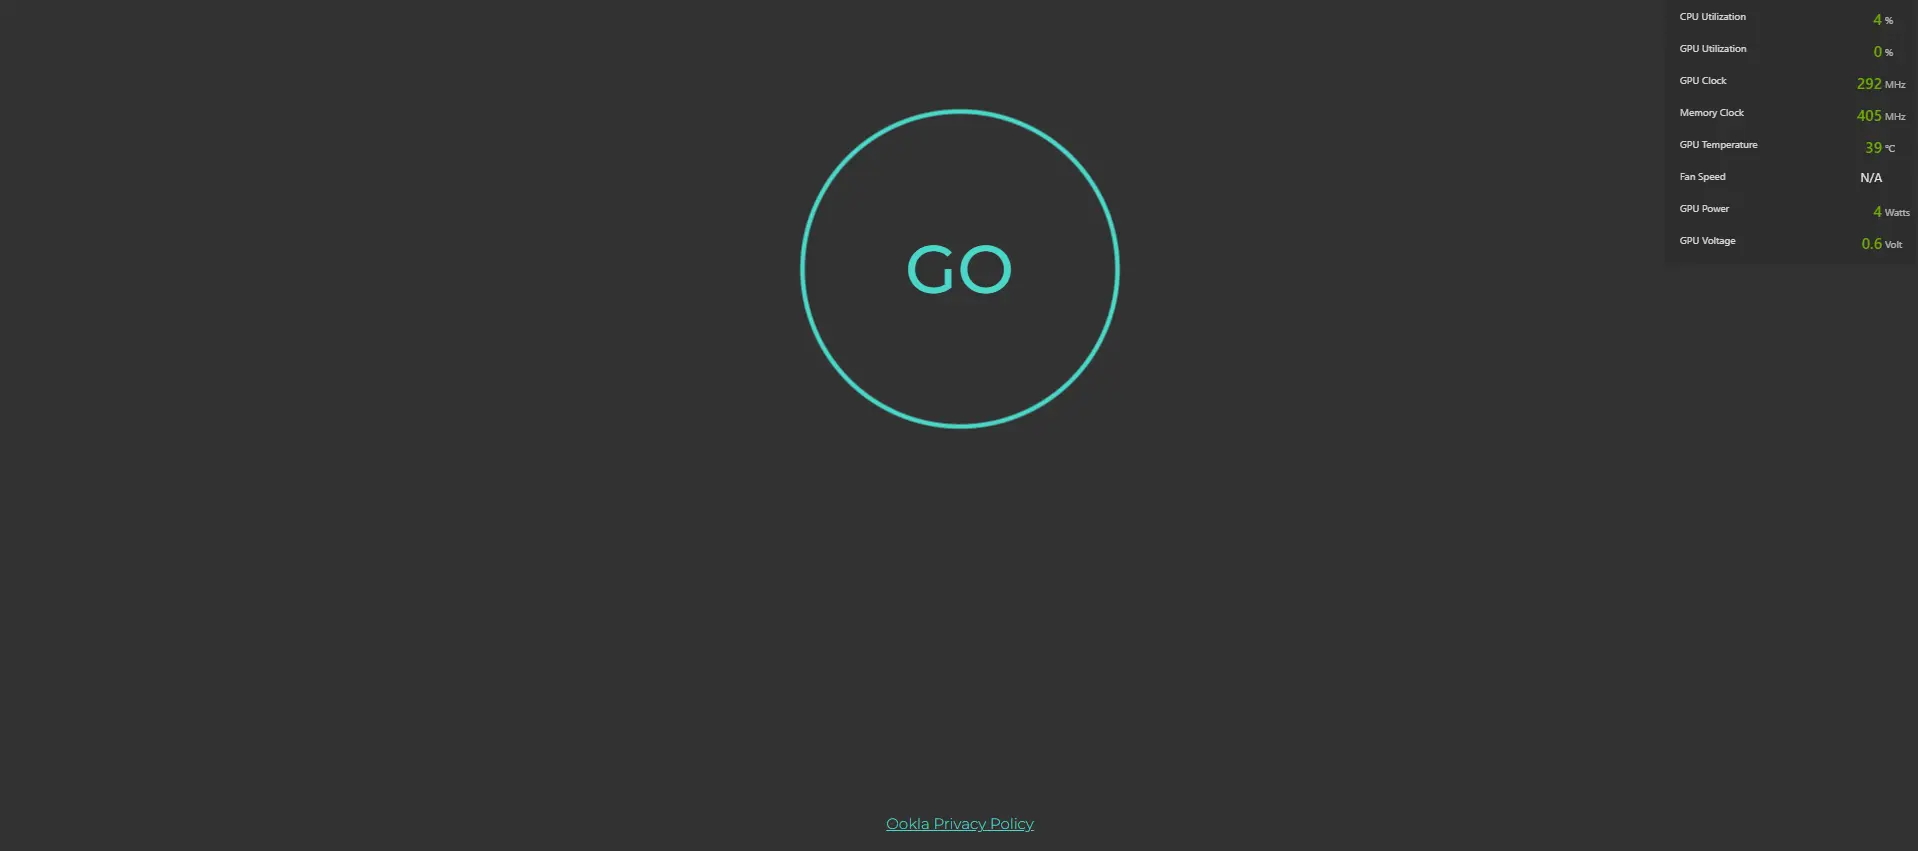 CPU Utilization 4 %
GPU Utilization 0 %
GPU Clock 292 MHz
Memory Clock 405 MHz
GPU Temperature 39 °C
Fan Speed N/A
GPU Power 4 Watts
GPU Voltage 0.6 Volt
GO
Ookla Privacy Policy